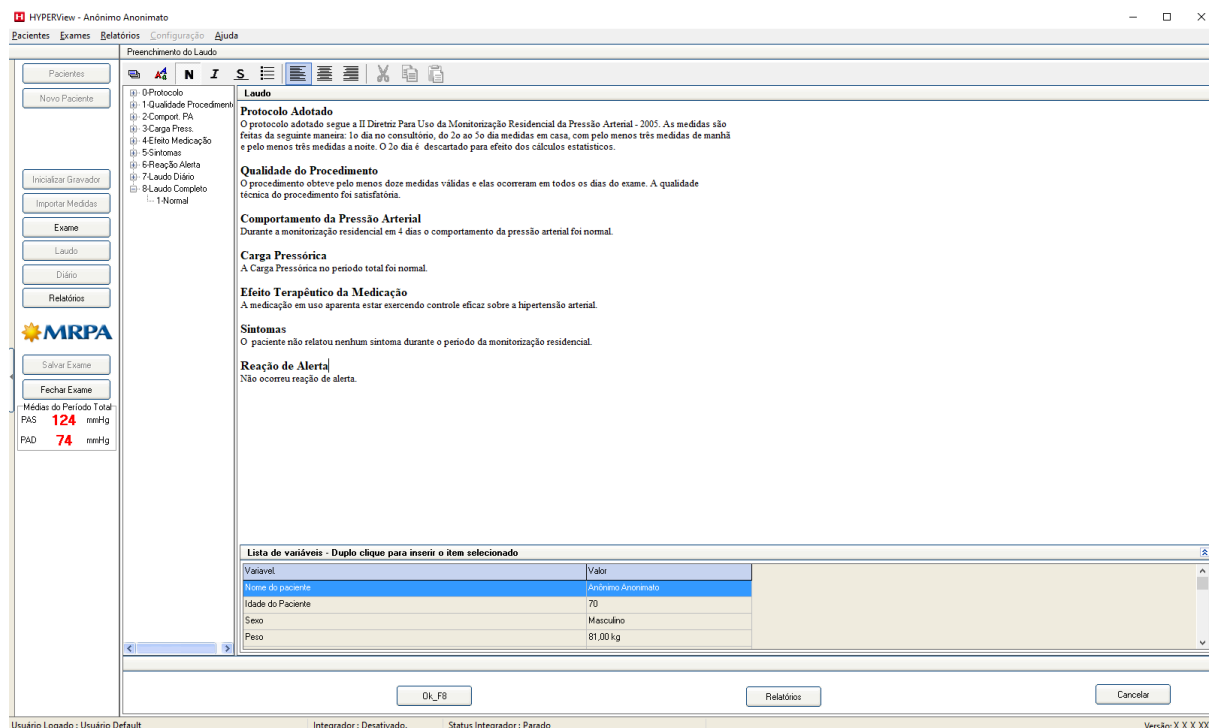 HYPERView - Anônimo Anonimato
Pacientes Exames Relatórios Configuração Ajuda
Preenchimento do Laudo
Pacientes
Novo Paciente
Inicializar Gravador
Importar Medidas
Exame
Laudo
Diário
Relatórios
MRPA
Salvar Exame
Fechar Exame
Médias do Período Total
PAS 124 mmHg
PAD 74 mmHg
N I S
0-Protocolo
1-Qualidade Procediment
2-Comport. PA
3-Carga Press.
4-Efeito Medicação
5-Sintomas
6-Reação Alerta
7-Laudo Diário
8-Laudo Completo
1-Normal
Laudo
Protocolo Adotado
O protocolo adotado segue a II Diretriz Para Uso da Monitorização Residencial da Pressão Arterial - 2005. As medidas são
feitas da seguinte maneira: 1o dia no consultório, do 2o ao 5o dia medidas em casa, com pelo menos três medidas de manhã
e pelo menos três medidas a noite. O 2o dia é descartado para efeito dos cálculos estatísticos.
Qualidade do Procedimento
O procedimento obteve pelo menos doze medidas válidas e elas ocorreram em todos os dias do exame. A qualidade
técnica do procedimento foi satisfatória.
Comportamento da Pressão Arterial
Durante a monitorização residencial em 4 dias o comportamento da pressão arterial foi normal.
Carga Pressórica
A Carga Pressórica no período total foi normal.
Efeito Terapêutico da Medicação
A medicação em uso aparenta estar exercendo controle eficaz sobre a hipertensão arterial.
Sintomas
O paciente não relatou nenhum sintoma durante o período da monitorização residencial.
Reação de Alerta
Não ocorreu reação de alerta.
Lista de variáveis - Duplo clique para inserir o item selecionado
Variavel Valor
Nome do paciente Anônimo Anonimato
Idade do Paciente 70
Sexo Masculino
Peso 81,00 kg
Ok_F8 Relatórios Cancelar
Usuário Logado : Usuário Default Integrador : Desativado. Status Integrador : Parado Versão: X.X.X.XX